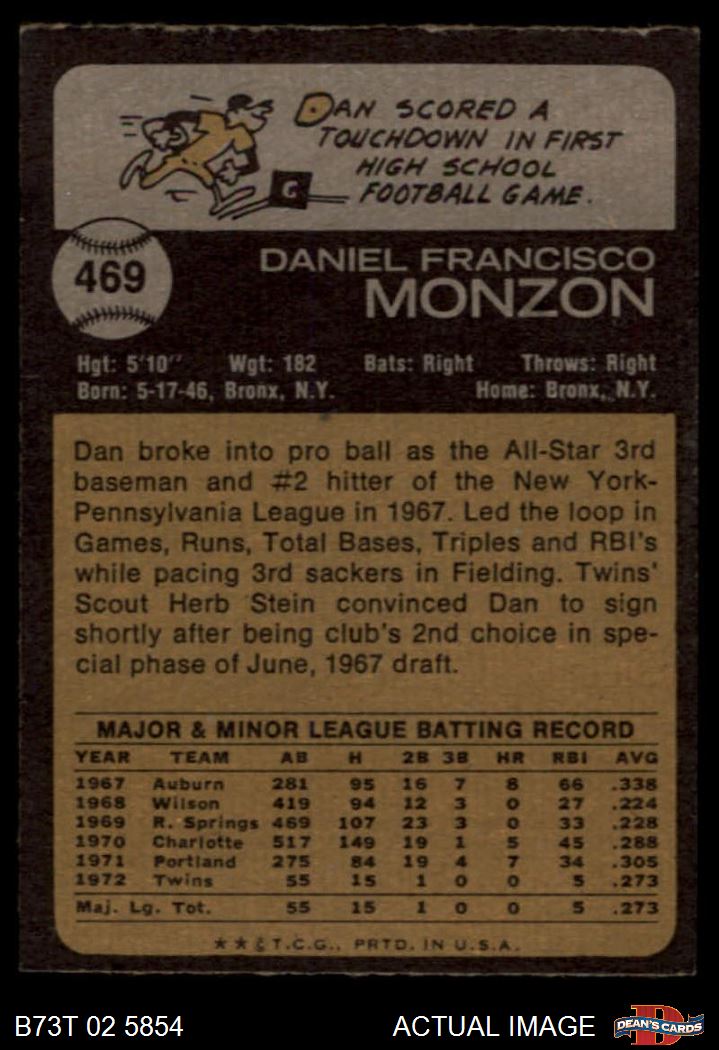 DAN SCORED A
TOUCHDOWN IN FIRST
HIGH SCHOOL
FOOTBALL GAME.
G
469
DANIEL FRANCISCO
MONZON
Hgt: 5'10" Wgt: 182 Bats: Right Throws: Right
Born: 5-17-46, Bronx, N.Y. Home: Bronx, N.Y.
Dan broke into pro ball as the All-Star 3rd
baseman and #2 hitter of the New York-
Pennsylvania League in 1967. Led the loop in
Games, Runs, Total Bases, Triples and RBI's
while pacing 3rd sackers in Fielding. Twins'
Scout Herb Stein convinced Dan to sign
shortly after being club's 2nd choice in spe-
cial phase of June, 1967 draft.
MAJOR & MINOR LEAGUE BATTING RECORD
YEAR TEAM AB H 2B 3B HR RBI AVG
1967 Auburn 281 95 16 7 8 66 .338
1968 Wilson 419 94 12 3 0 27 .224
1969 R. Springs 469 107 23 3 0 33 .228
1970 Charlotte 517 149 19 1 5 45 .288
1971 Portland 275 84 19 4 7 34 .305
1972 Twins 55 15 1 0 0 5 .273
Maj. Lg. Tot. 55 15 1 0 0 5 .273
★★© T.C.G., PRTD. IN U.S.A.
B73T 02 5854 ACTUAL IMAGE DEAN'S CARDS